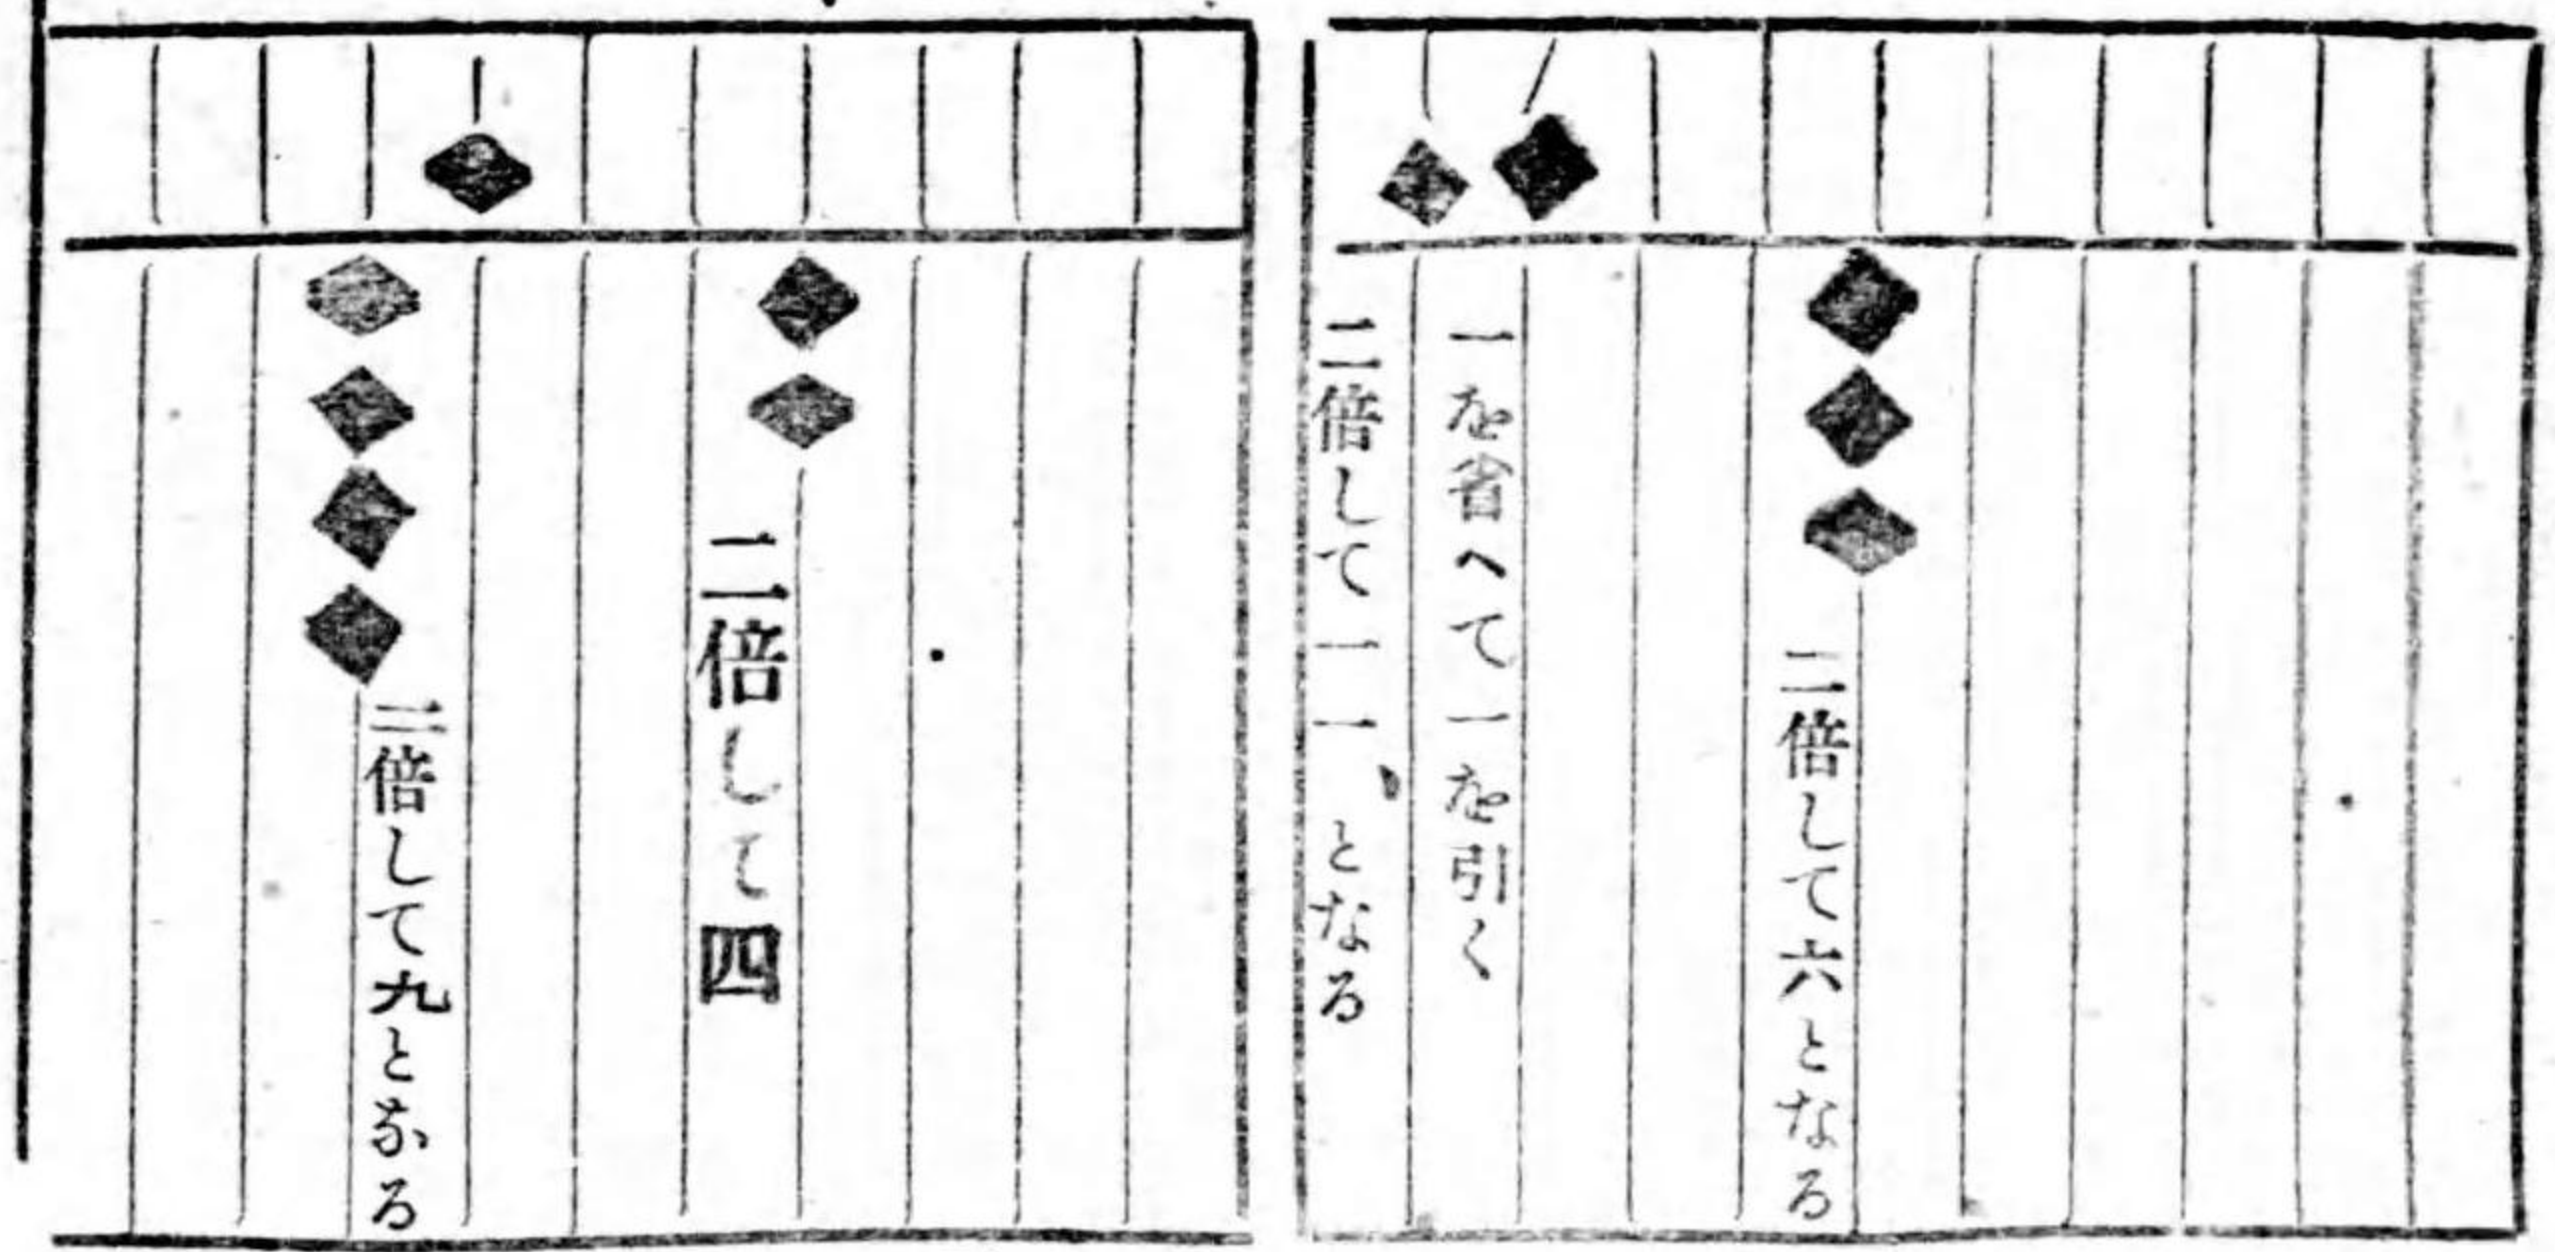 二倍して六となる
一を省へて一を引く
二倍して一一、となる
二倍して四
三倍して九となる